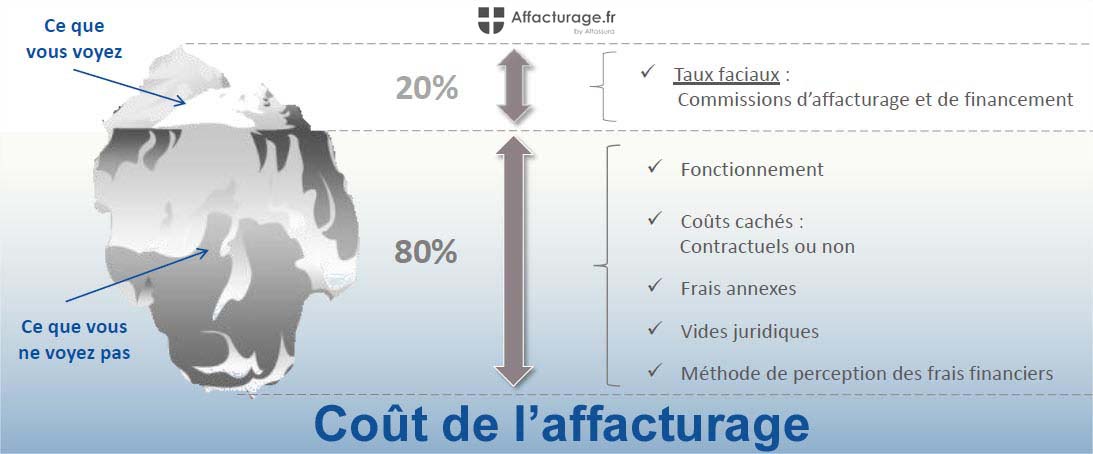 Ce que
vous voyez
Affacturage.fr
by Altassura
20%
✓ Taux faciaux :
Commissions d'affacturage et de financement
80%
✓ Fonctionnement
✓ Coûts cachés :
Contractuels ou non
✓ Frais annexes
✓ Vides juridiques
✓ Méthode de perception des frais financiers
Ce que vous
ne voyez pas
Coût de l'affacturage